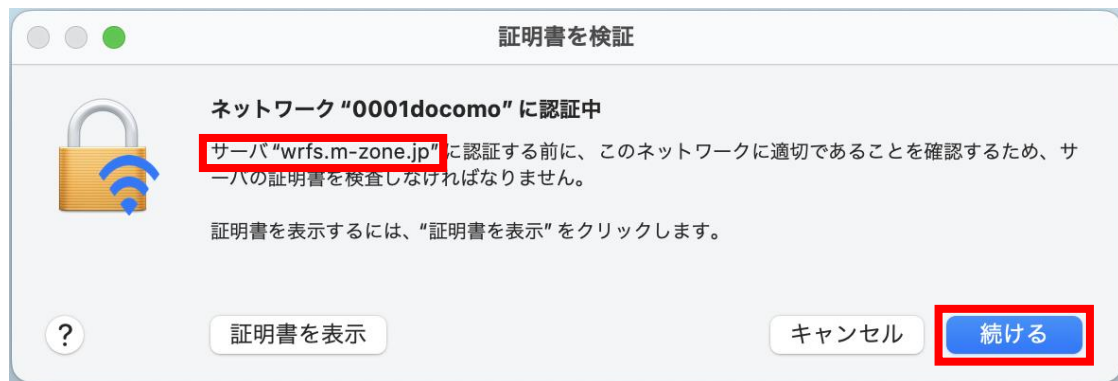 証明書を検証
ネットワーク “0001docomo” に認証中
サーバ “wrfs.m-zone.jp” に認証する前に、このネットワークに適切であることを確認するため、サ
ーバの証明書を検査しなければなりません。
証明書を表示するには、“証明書を表示” をクリックします。
?
証明書を表示
キャンセル
続ける